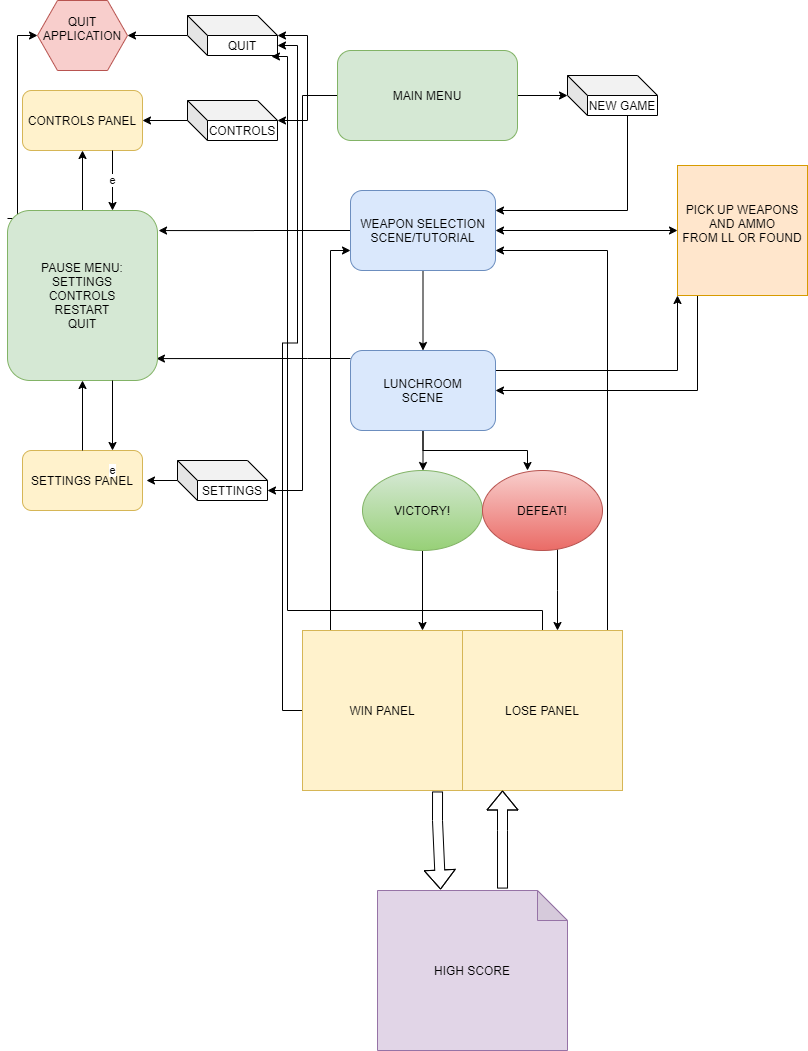 QUIT
APPLICATION
QUIT
MAIN MENU
NEW GAME
CONTROLS PANEL
CONTROLS
e
WEAPON SELECTION
SCENE/TUTORIAL
PICK UP WEAPONS
AND AMMO
FROM LL OR FOUND
PAUSE MENU:
SETTINGS
CONTROLS
RESTART
QUIT
LUNCHROOM
SCENE
e
SETTINGS PANEL
SETTINGS
VICTORY!
DEFEAT!
WIN PANEL
LOSE PANEL
HIGH SCORE